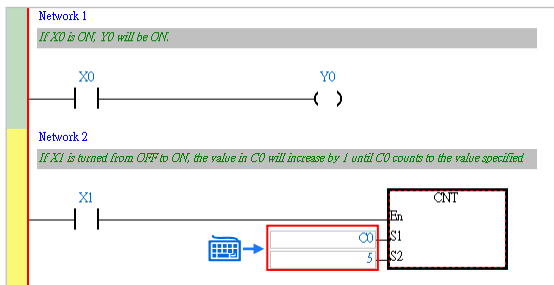 Network 1
If X0 is ON, Y0 will be ON.
X0
Y0
Network 2
If X1 is turned from OFF to ON, the value in C0 will increase by 1 until C0 counts to the value specified
X1
CNT
En
C0
S1
5
S2